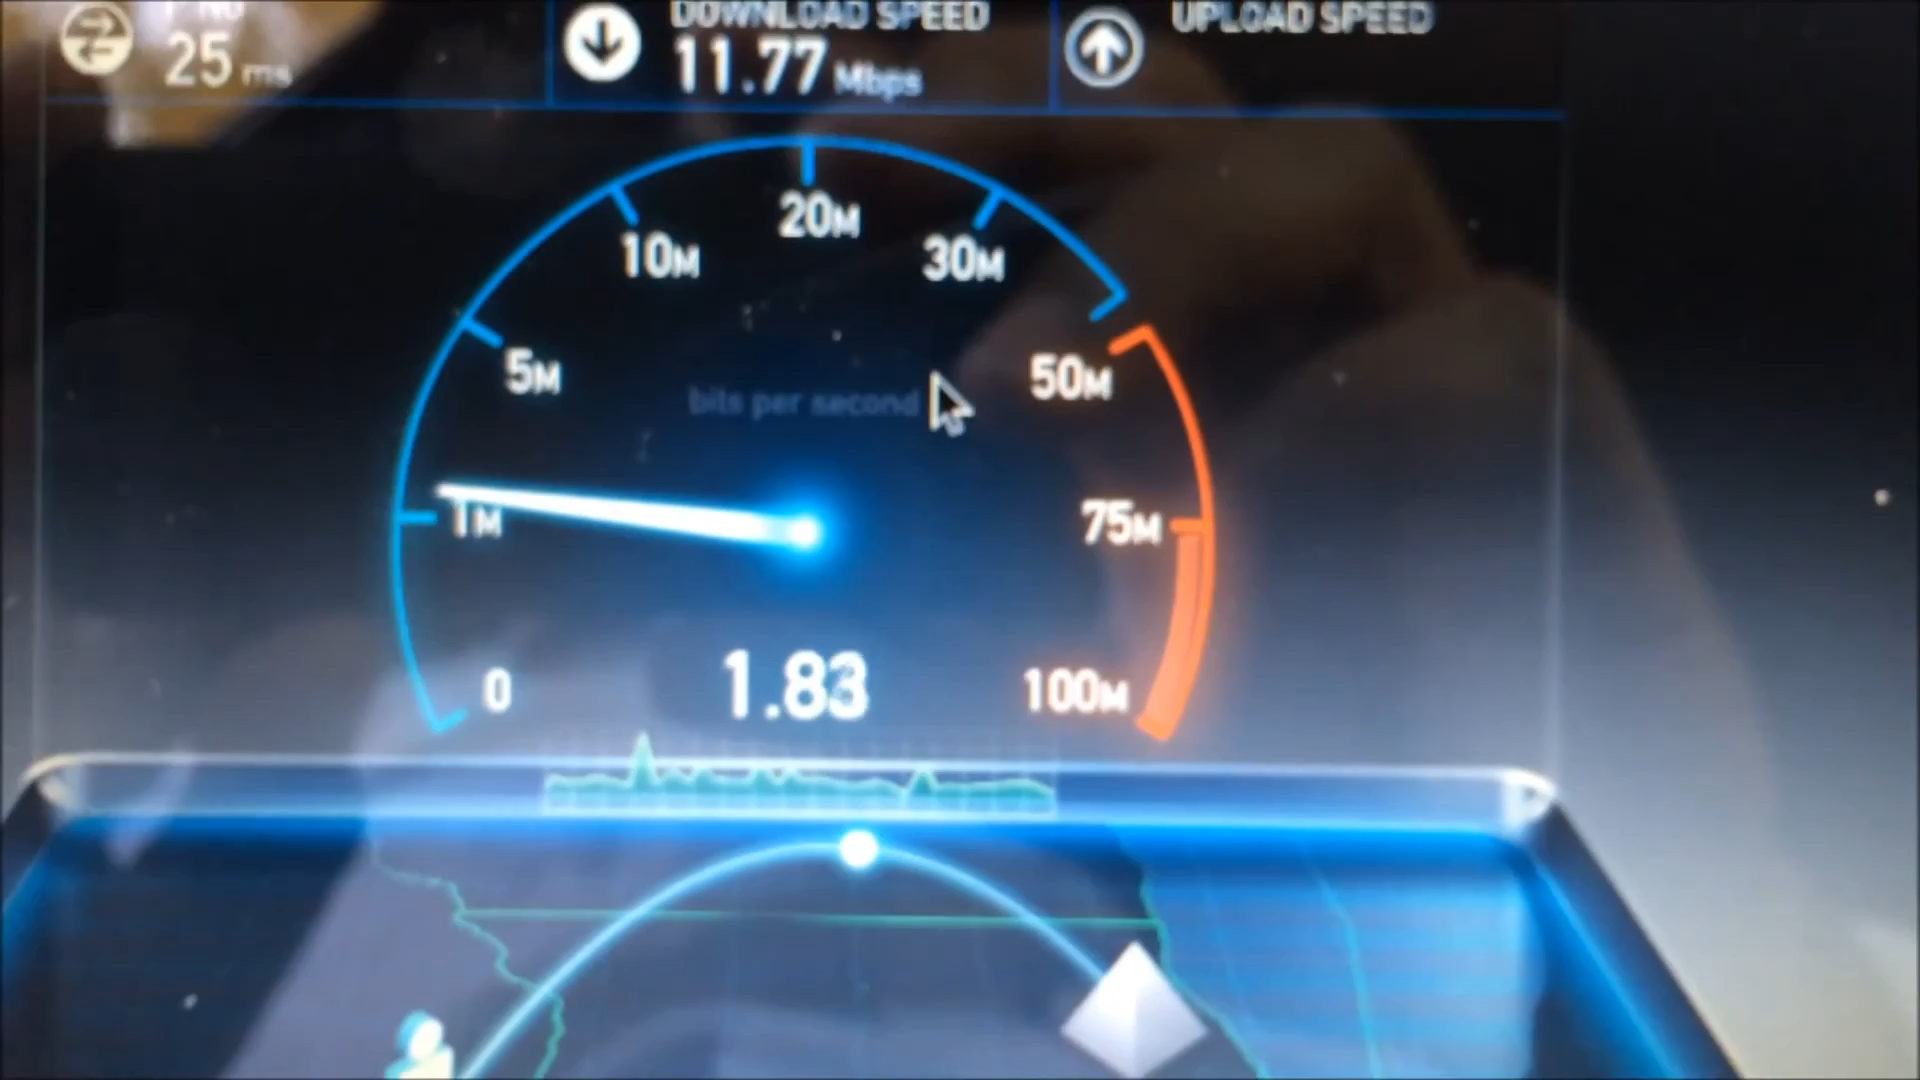 25 ms
DOWNLOAD SPEED
11.77 Mbps
UPLOAD SPEED
20M
10M
30M
5M
50M
bits per second
1M
75M
0
1.83
100M